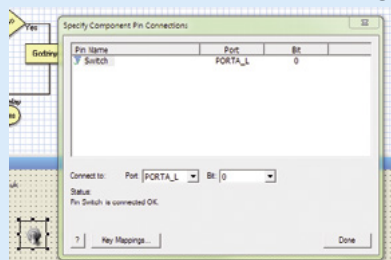 Yes
Specify Component Pin Connections
Godziny
Pin Name Port Bit
Switch PORTA_L 0
Connect to: Port PORTA_L Bit: 0
Status:
Pin Switch is connected OK.
? Key Mappings... Done